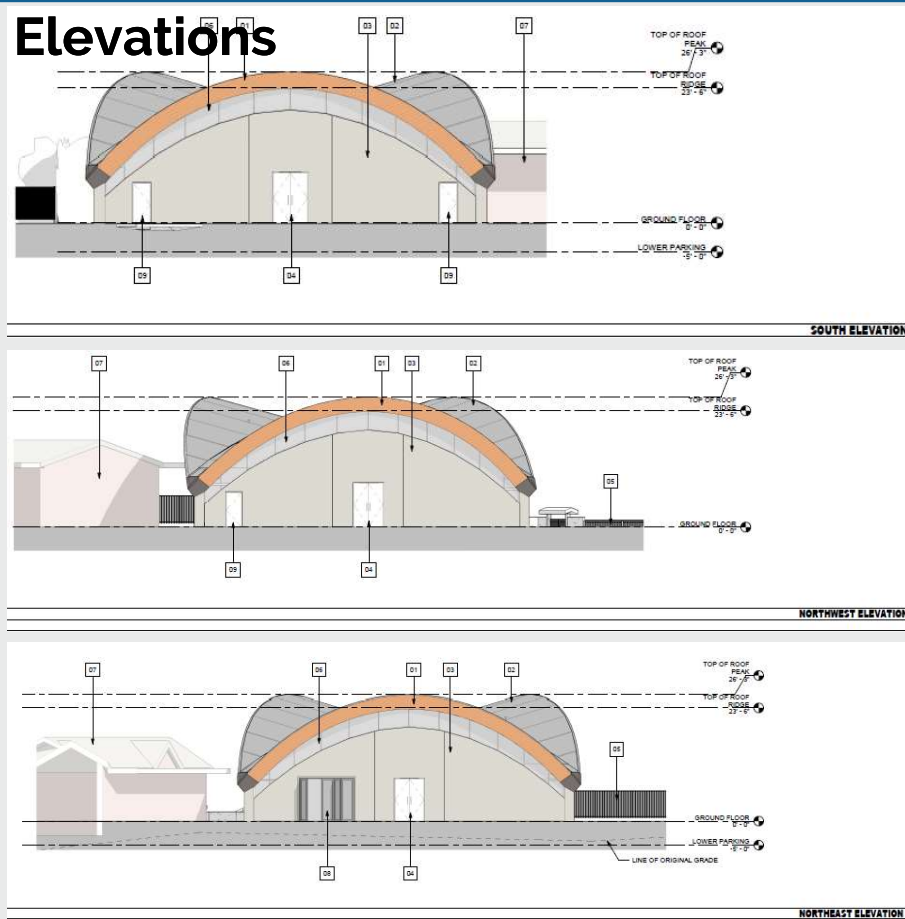 Elevations
06 01 03 02 07
TOP OF ROOF
PEAK
26' - 3"
TOP OF ROOF
RIDGE
23' - 6"
GROUND FLOOR
0' - 0"
LOWER PARKING
-5' - 0"
09 04 09
SOUTH ELEVATION
07 06 01 03 02
TOP OF ROOF
PEAK
26' - 3"
TOP OF ROOF
RIDGE
23' - 6"
05
GROUND FLOOR
0' - 0"
09 04
NORTHWEST ELEVATION
07 06 01 03 02
TOP OF ROOF
PEAK
26' - 3"
TOP OF ROOF
RIDGE
23' - 6"
05
GROUND FLOOR
0' - 0"
LOWER PARKING
-5' - 0"
LINE OF ORIGINAL GRADE
08 04
NORTHEAST ELEVATION